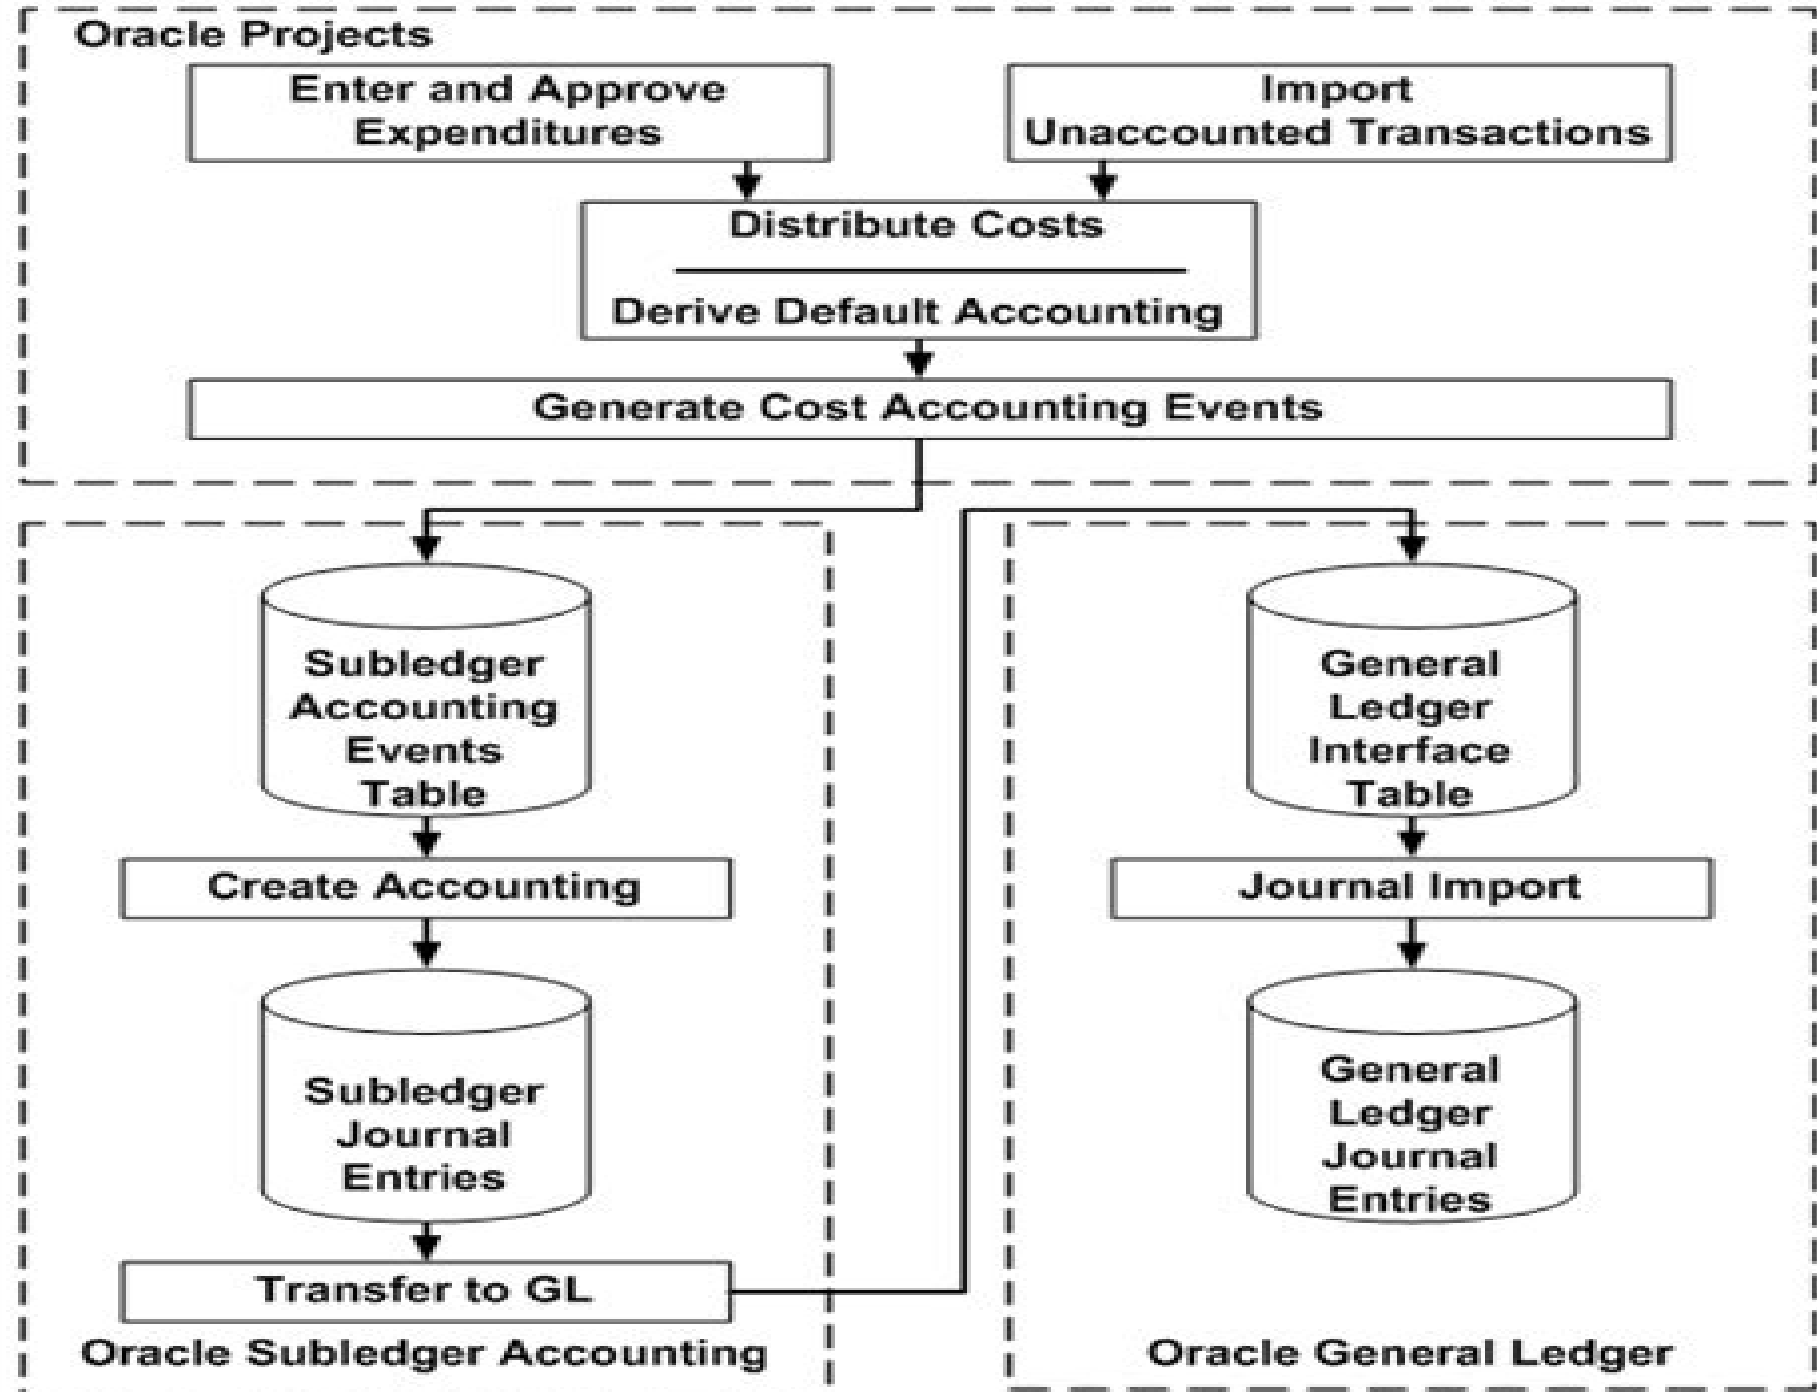 Oracle Projects
Enter and Approve
Expenditures
Import
Unaccounted Transactions
Distribute Costs
Derive Default Accounting
Generate Cost Accounting Events
Subledger
Accounting
Events
Table
Create Accounting
Subledger
Journal
Entries
Transfer to GL
Oracle Subledger Accounting
General
Ledger
Interface
Table
Journal Import
General
Ledger
Journal
Entries
Oracle General Ledger